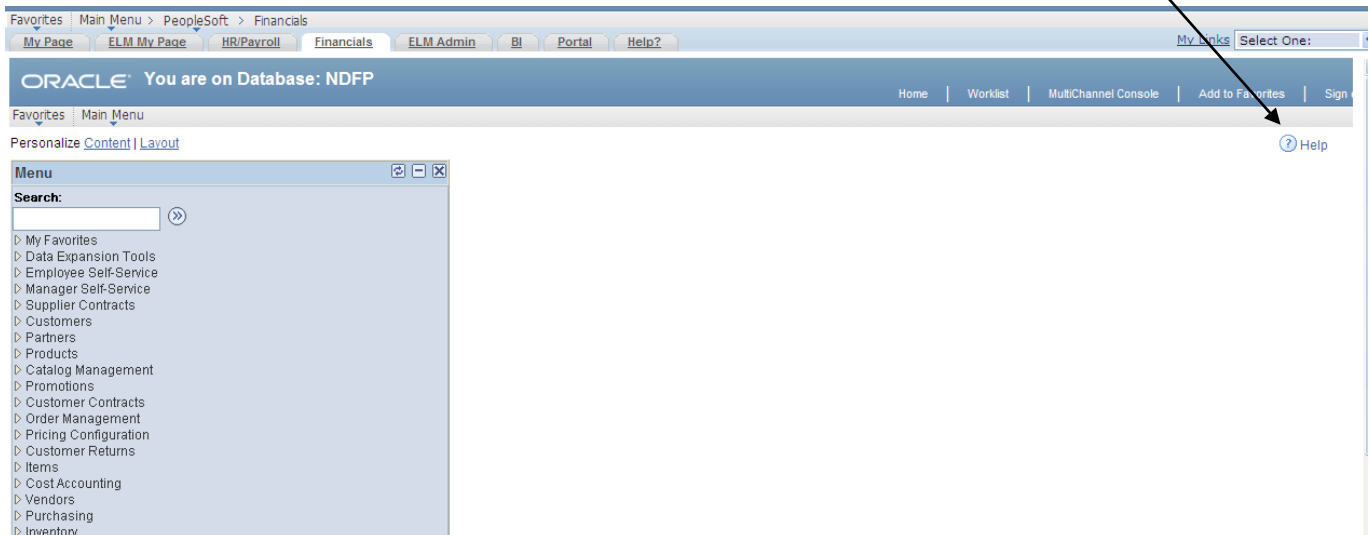 Favorites Main Menu > PeopleSoft > Financials
My Page ELM My Page HR/Payroll Financials ELM Admin BI Portal Help? My Links Select One:
ORACLE You are on Database: NDFP
Home | Worklist | MultiChannel Console | Add to Favorites | Sign
Favorites Main Menu
Personalize Content | Layout Help
Menu
Search:
My Favorites
Data Expansion Tools
Employee Self-Service
Manager Self-Service
Supplier Contracts
Customers
Partners
Products
Catalog Management
Promotions
Customer Contracts
Order Management
Pricing Configuration
Customer Returns
Items
Cost Accounting
Vendors
Purchasing
Inventory